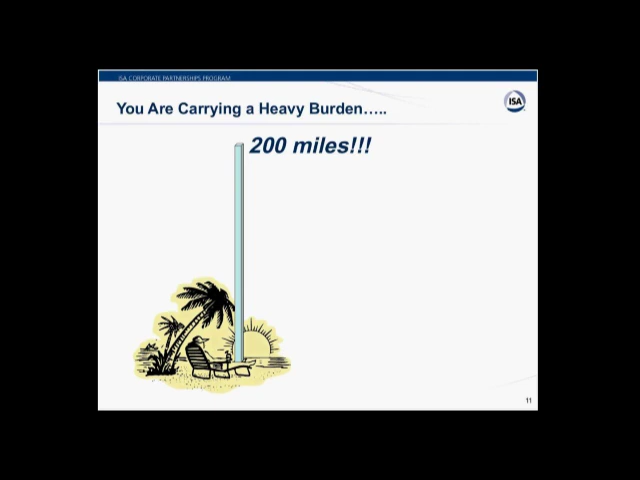 ISA CORPORATE PARTNERSHIPS PROGRAM
You Are Carrying a Heavy Burden…..
ISA
200 miles!!!
11